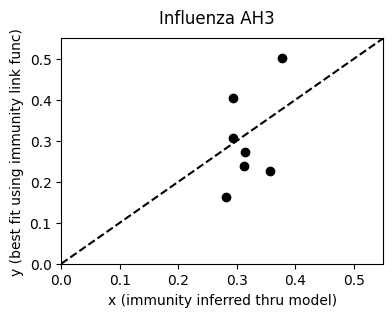 Influenza AH3
y (best fit using immunity link func)
0.5
0.4
0.3
0.2
0.1
0.0
0.0 0.1 0.2 0.3 0.4 0.5
x (immunity inferred thru model)